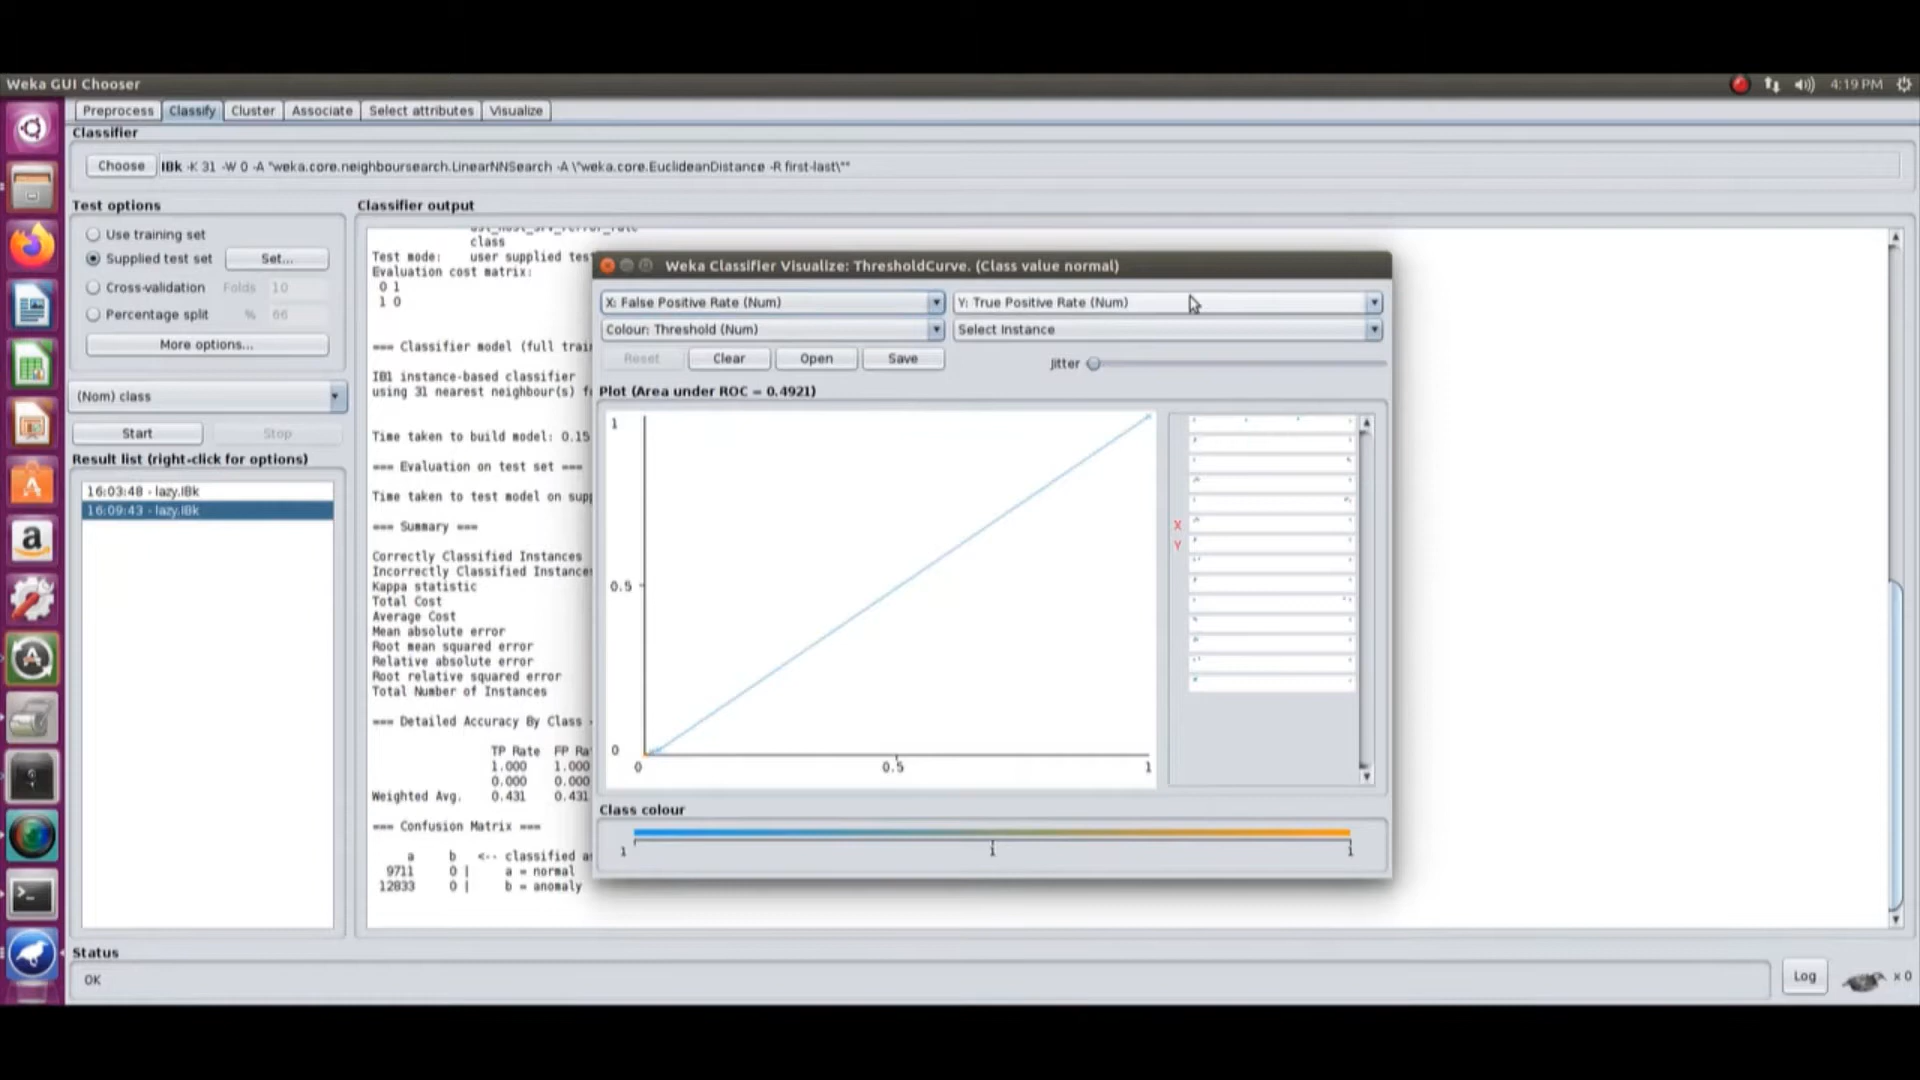 Weka GUI Chooser
4:19 PM
Preprocess Classify Cluster Associate Select attributes Visualize
Classifier
Choose IBk -K 31 -W 0 -A "weka.core.neighboursearch.LinearNNSearch -A \"weka.core.EuclideanDistance -R first-last\""
Test options
Use training set
Supplied test set Set...
Cross-validation Folds 10
Percentage split % 66
More options...
(Nom) class
Start Stop
Result list (right-click for options)
16:03:48 - lazy.IBk
16:09:43 - lazy.IBk
Classifier output
class
Test mode: user supplied tes
Evaluation cost matrix:
0 1
1 0
=== Classifier model (full trai
IB1 instance-based classifier
using 31 nearest neighbour(s) f
Time taken to build model: 0.15
=== Evaluation on test set ===
Time taken to test model on sup
=== Summary ===
Correctly Classified Instances
Incorrectly Classified Instances
Kappa statistic
Total Cost
Average Cost
Mean absolute error
Root mean squared error
Relative absolute error
Root relative squared error
Total Number of Instances
=== Detailed Accuracy By Class
TP Rate FP Ra
1.000 1.000
0.000 0.000
Weighted Avg. 0.431 0.431
=== Confusion Matrix ===
a b <-- classified as
9711 0 | a = normal
12833 0 | b = anomaly
Weka Classifier Visualize: ThresholdCurve. (Class value normal)
X: False Positive Rate (Num) Y: True Positive Rate (Num)
Colour: Threshold (Num) Select Instance
Reset Clear Open Save Jitter
Plot (Area under ROC = 0.4921)
1
0.5
0
0 0.5 1
X
Y
Class colour
1 1 1
Status
OK
Log x 0